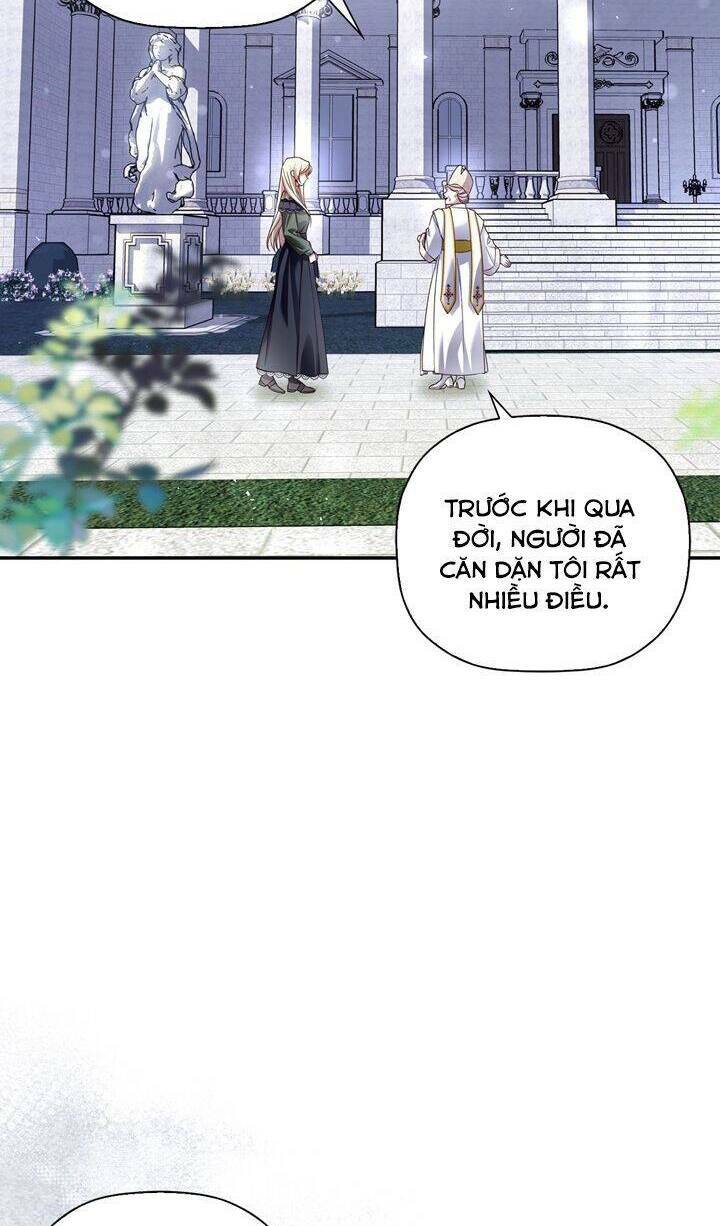 TRƯỚC KHI QUA
ĐỜI, NGƯỜI ĐÃ
CĂN DẶN TÔI RẤT
NHIỀU ĐIỀU.